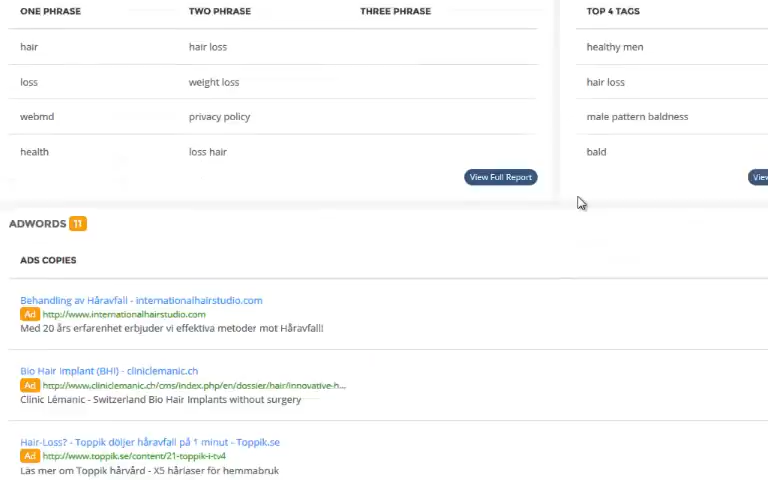 ONE PHRASE TWO PHRASE THREE PHRASE TOP 4 TAGS
hair hair loss healthy men
loss weight loss hair loss
webmd privacy policy male pattern baldness
health loss hair bald
View Full Report View
ADWORDS 11
ADS COPIES
Behandling av Håravfall - internationalhairstudio.com
Ad http://www.internationalhairstudio.com
Med 20 års erfarenhet erbjuder vi effektiva metoder mot Håravfall!
Bio Hair Implant (BHI) - cliniclemanic.ch
Ad http://www.cliniclemanic.ch/cms/index.php/en/dossier/hair/innovative-h...
Clinic Lémanic - Switzerland Bio Hair Implants without surgery
Hair-Loss? - Toppik döljer håravfall på 1 minut - Toppik.se
Ad http://www.toppik.se/content/21-toppik-i-tv4
Läs mer om Toppik hårvård - X5 hårlaser för hemmabruk